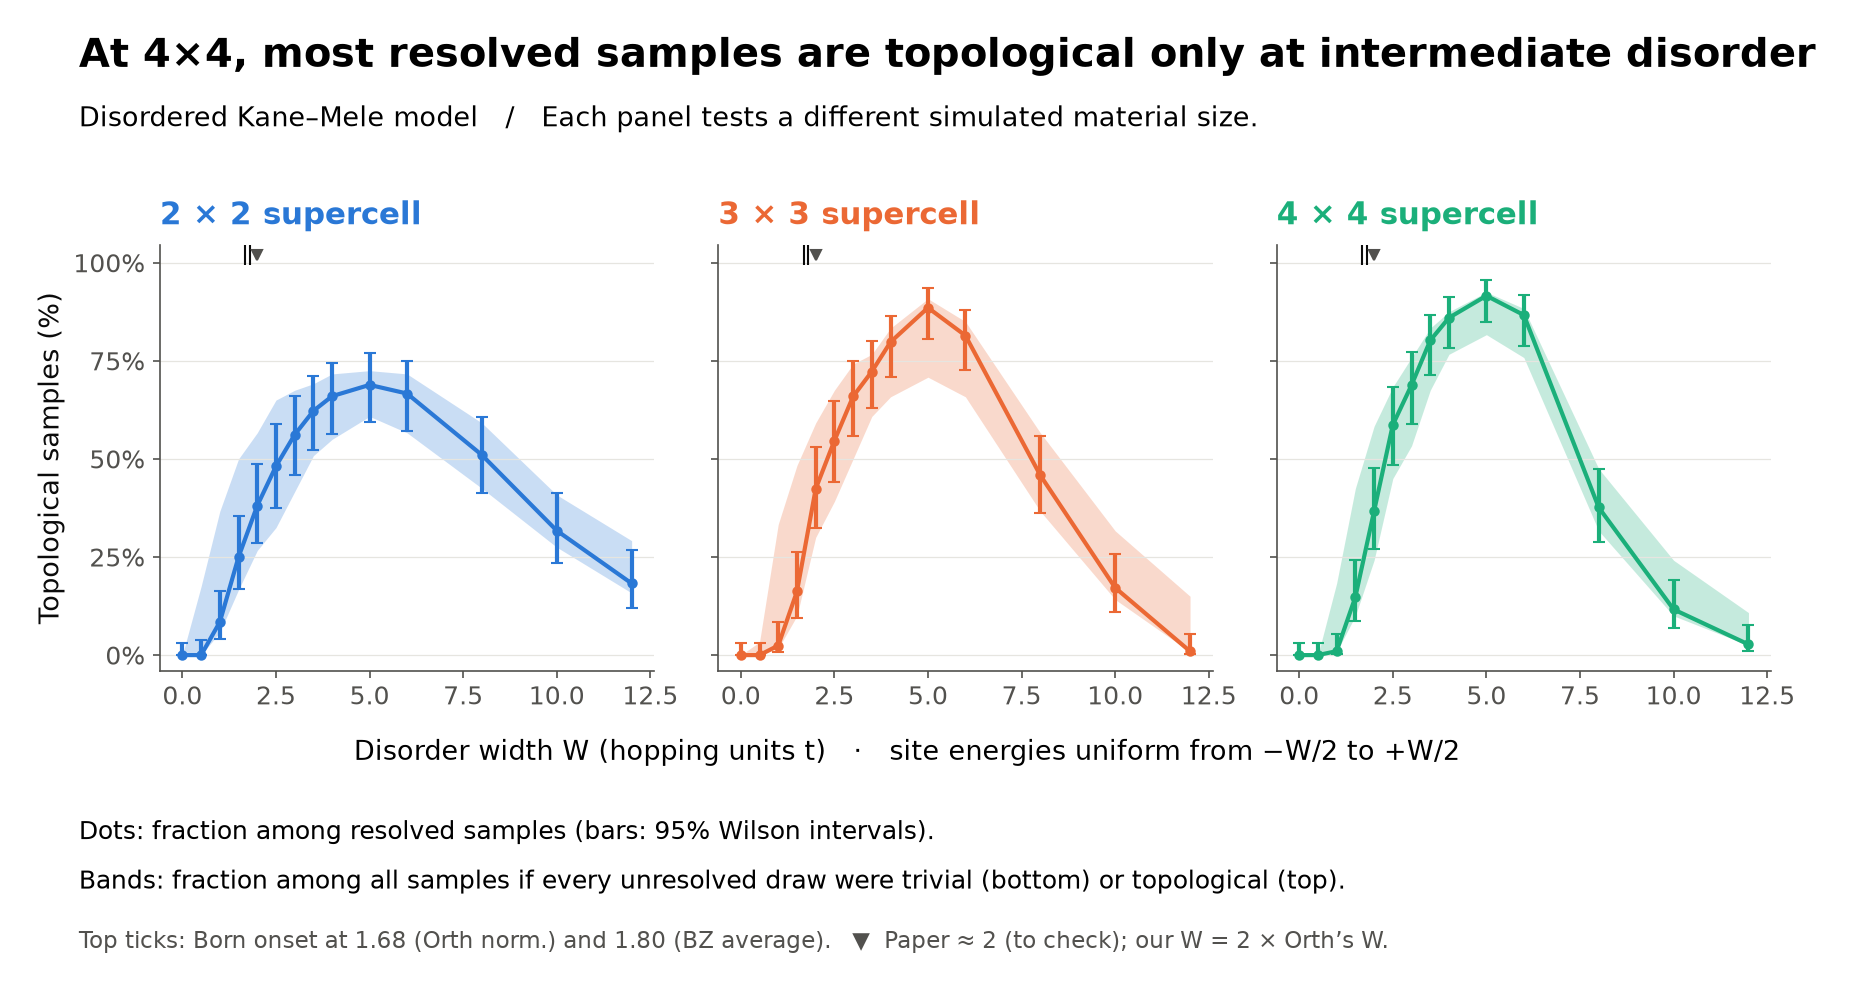 At 4×4, most resolved samples are topological only at intermediate disorder
Disordered Kane–Mele model / Each panel tests a different simulated material size.
2 × 2 supercell
3 × 3 supercell
4 × 4 supercell
Topological samples (%)
100%
75%
50%
25%
0%
0.0 2.5 5.0 7.5 10.0 12.5
0.0 2.5 5.0 7.5 10.0 12.5
0.0 2.5 5.0 7.5 10.0 12.5
Disorder width W (hopping units t) · site energies uniform from −W/2 to +W/2
Dots: fraction among resolved samples (bars: 95% Wilson intervals).
Bands: fraction among all samples if every unresolved draw were trivial (bottom) or topological (top).
Top ticks: Born onset at 1.68 (Orth norm.) and 1.80 (BZ average). ▼ Paper ≈ 2 (to check); our W = 2 × Orth’s W.